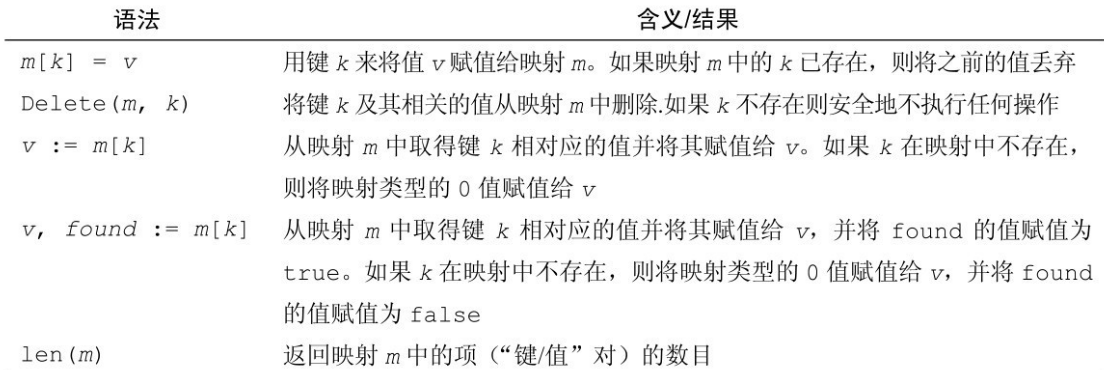 语法 含义/结果
m[k] = v 用键 k 来将值 v 赋值给映射 m。如果映射 m 中的 k 已存在，则将之前的值丢弃
Delete(m, k) 将键 k 及其相关的值从映射 m 中删除.如果 k 不存在则安全地不执行任何操作
v := m[k] 从映射 m 中取得键 k 相对应的值并将其赋值给 v。如果 k 在映射中不存在，
则将映射类型的 0 值赋值给 v
v, found := m[k] 从映射 m 中取得键 k 相对应的值并将其赋值给 v，并将 found 的值赋值为
true。如果 k 在映射中不存在，则将映射类型的 0 值赋值给 v，并将 found
的值赋值为 false
len(m) 返回映射 m 中的项（“键/值”对）的数目